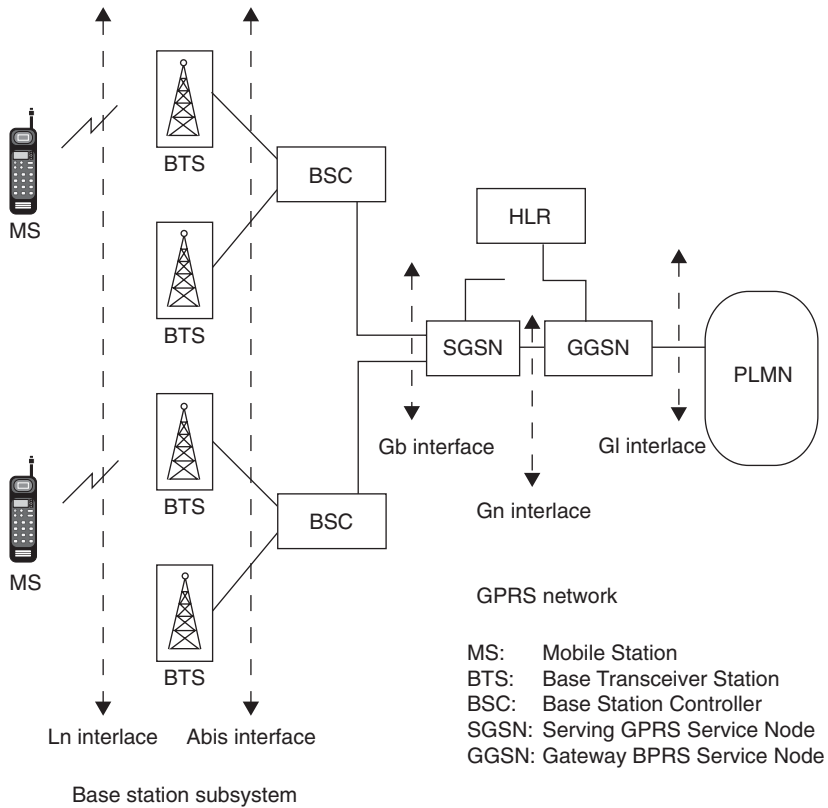 BTS
MS
BSC
HLR
BTS
SGSN
GGSN
PLMN
Gb interface
Gl interlace
BTS
Gn interlace
MS
BSC
BTS
Ln interlace
Abis interface
Base station subsystem
GPRS network
MS: Mobile Station
BTS: Base Transceiver Station
BSC: Base Station Controller
SGSN: Serving GPRS Service Node
GGSN: Gateway BPRS Service Node